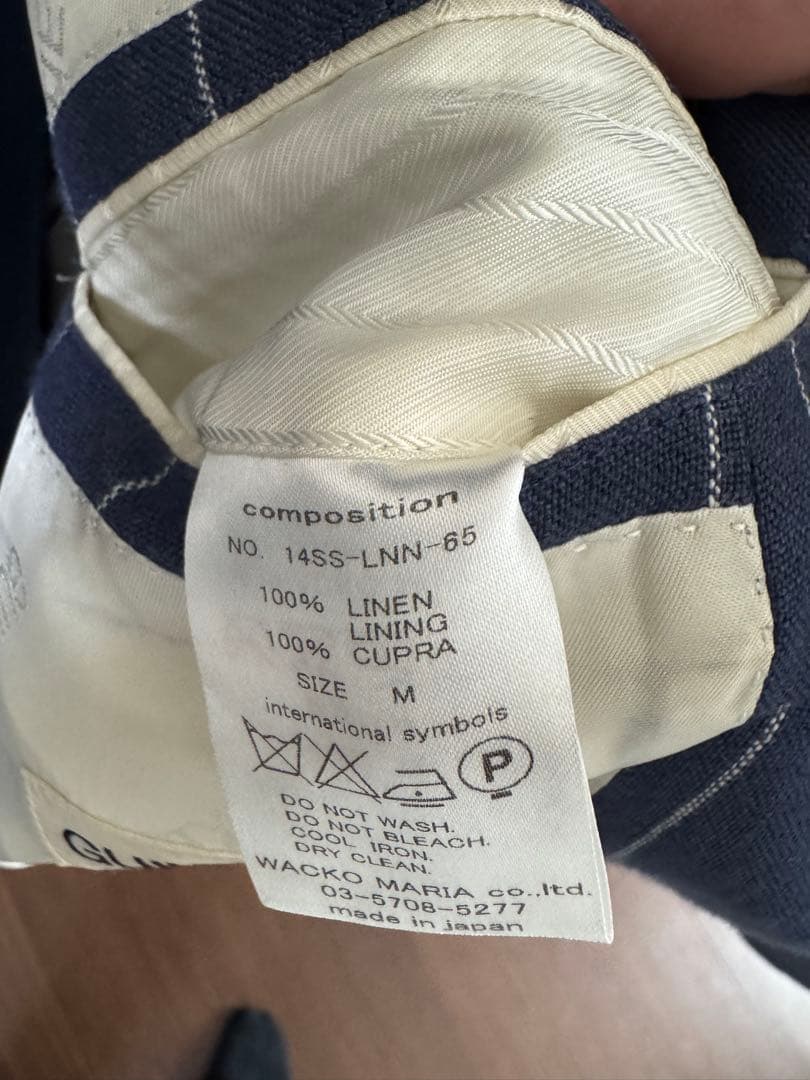 composition
NO. 14SS-LNN-65
100% LINEN
LINING
100% CUPRA
SIZE M
international symbols
P
DO NOT WASH.
DO NOT BLEACH.
COOL IRON.
DRY CLEAN.
WACKO MARIA co.,ltd.
03-5708-5277
made in japan